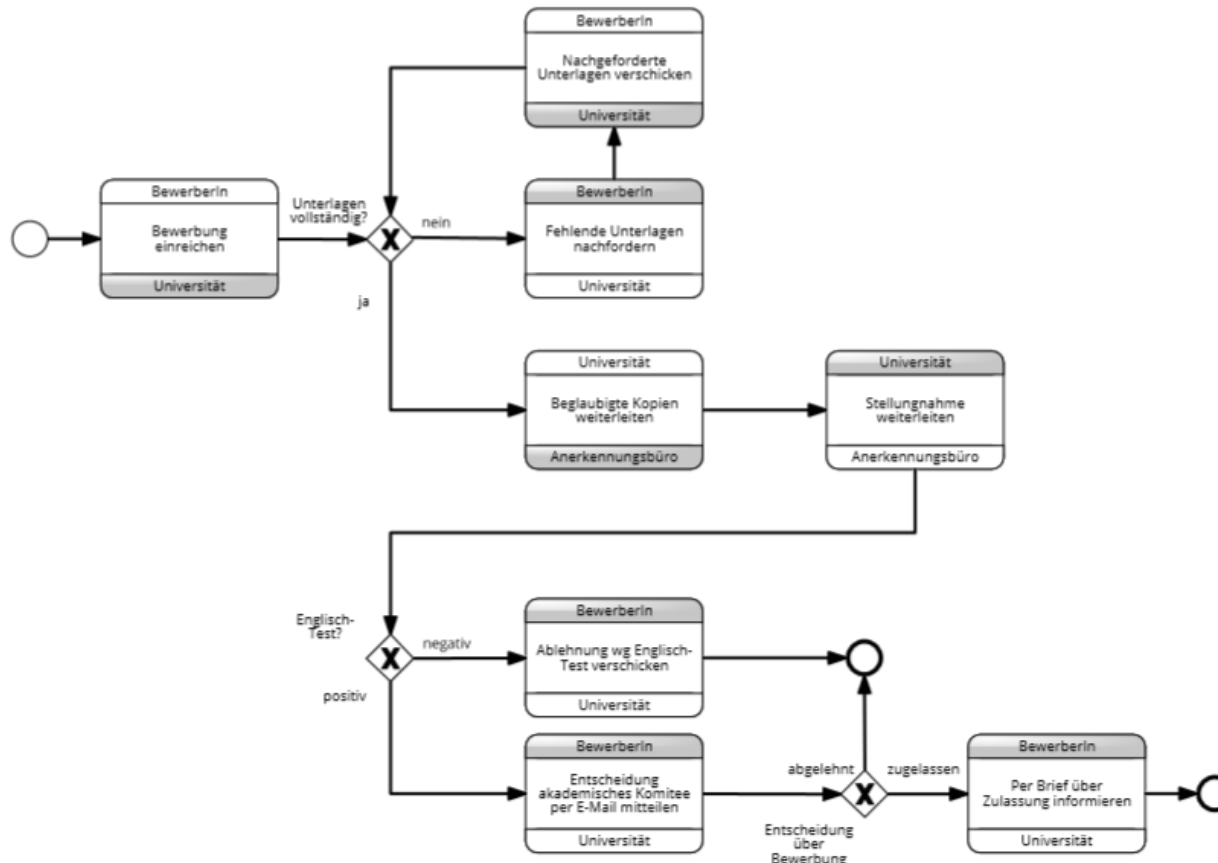 BewerberIn
Nachgeforderte
Unterlagen verschicken
Universität
BewerberIn
Bewerbung
einreichen
Universität
Unterlagen
vollständig?
nein
ja
BewerberIn
Fehlende Unterlagen
nachfordern
Universität
Universität
Beglaubigte Kopien
weiterleiten
Anerkennungsbüro
Universität
Stellungnahme
weiterleiten
Anerkennungsbüro
Englisch-
Test?
negativ
positiv
BewerberIn
Ablehnung wg Englisch-
Test verschicken
Universität
BewerberIn
Entscheidung
akademisches Komitee
per E-Mail mitteilen
Universität
abgelehnt
zugelassen
Entscheidung
über
Bewerbung
BewerberIn
Per Brief über
Zulassung informieren
Universität